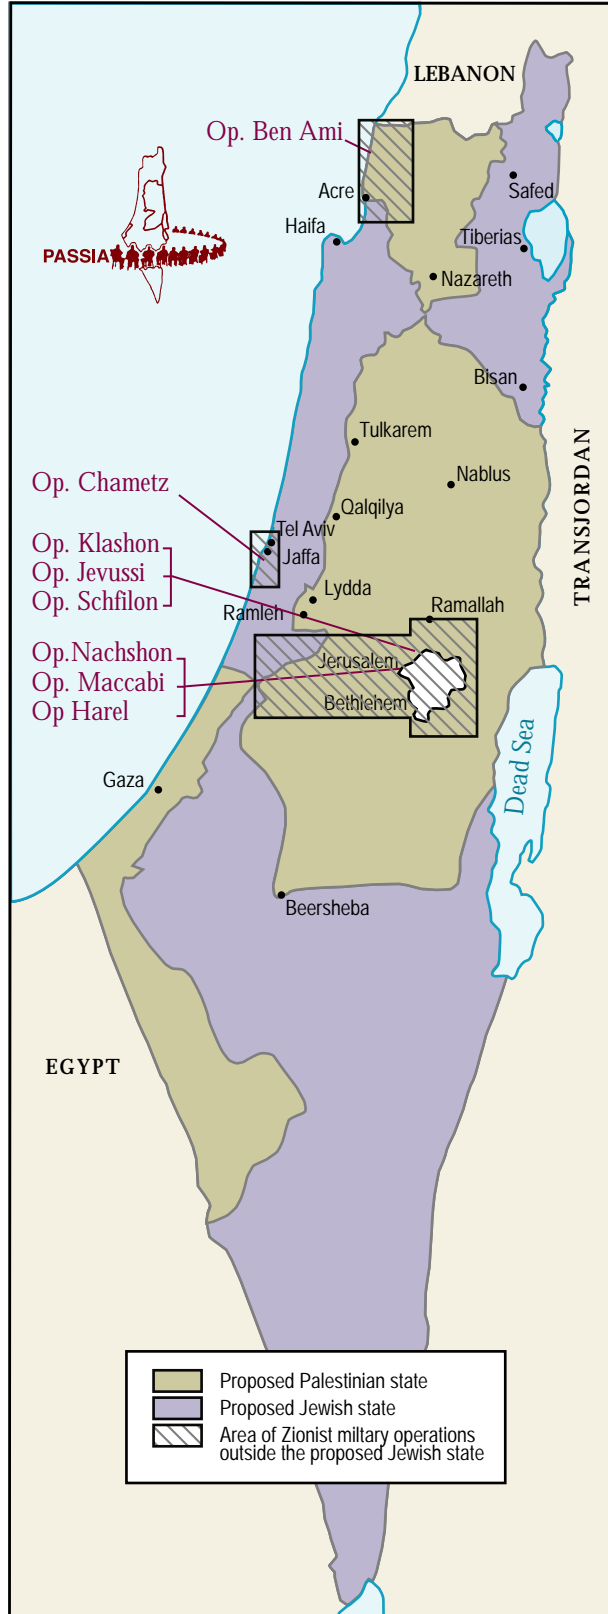 LEBANON
Op. Ben Ami
Acre
Safed
Haifa
Tiberias
PASSIA
Nazareth
Bisan
Tulkarem
TRANSJORDAN
Op. Chametz
Nablus
Qalqilya
Tel Aviv
Jaffa
Op. Klashon
Op. Jevussi
Op. Schfilon
Lydda
Ramleh
Ramallah
Op.Nachshon
Op. Maccabi
Op Harel
Jerusalem
Bethlehem
Dead Sea
Gaza
Beersheba
EGYPT
Proposed Palestinian state
Proposed Jewish state
Area of Zionist miltary operations
outside the proposed Jewish state